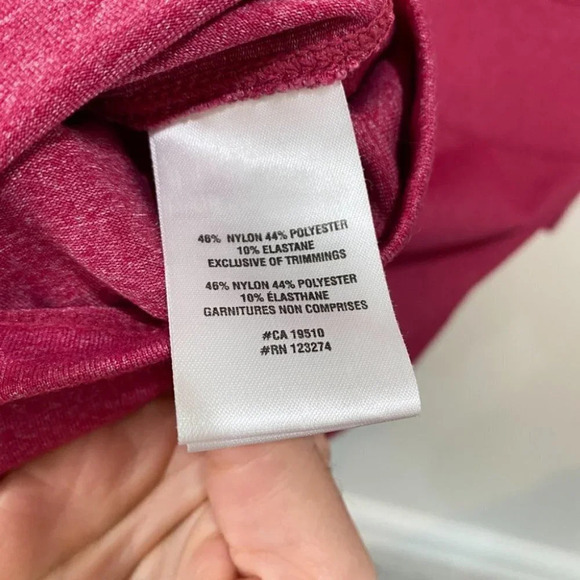 46% NYLON 44% POLYESTER
10% ELASTANE
EXCLUSIVE OF TRIMMINGS
46% NYLON 44% POLYESTER
10% ÉLASTHANE
GARNITURES NON COMPRISES
#CA 19510
#RN 123274